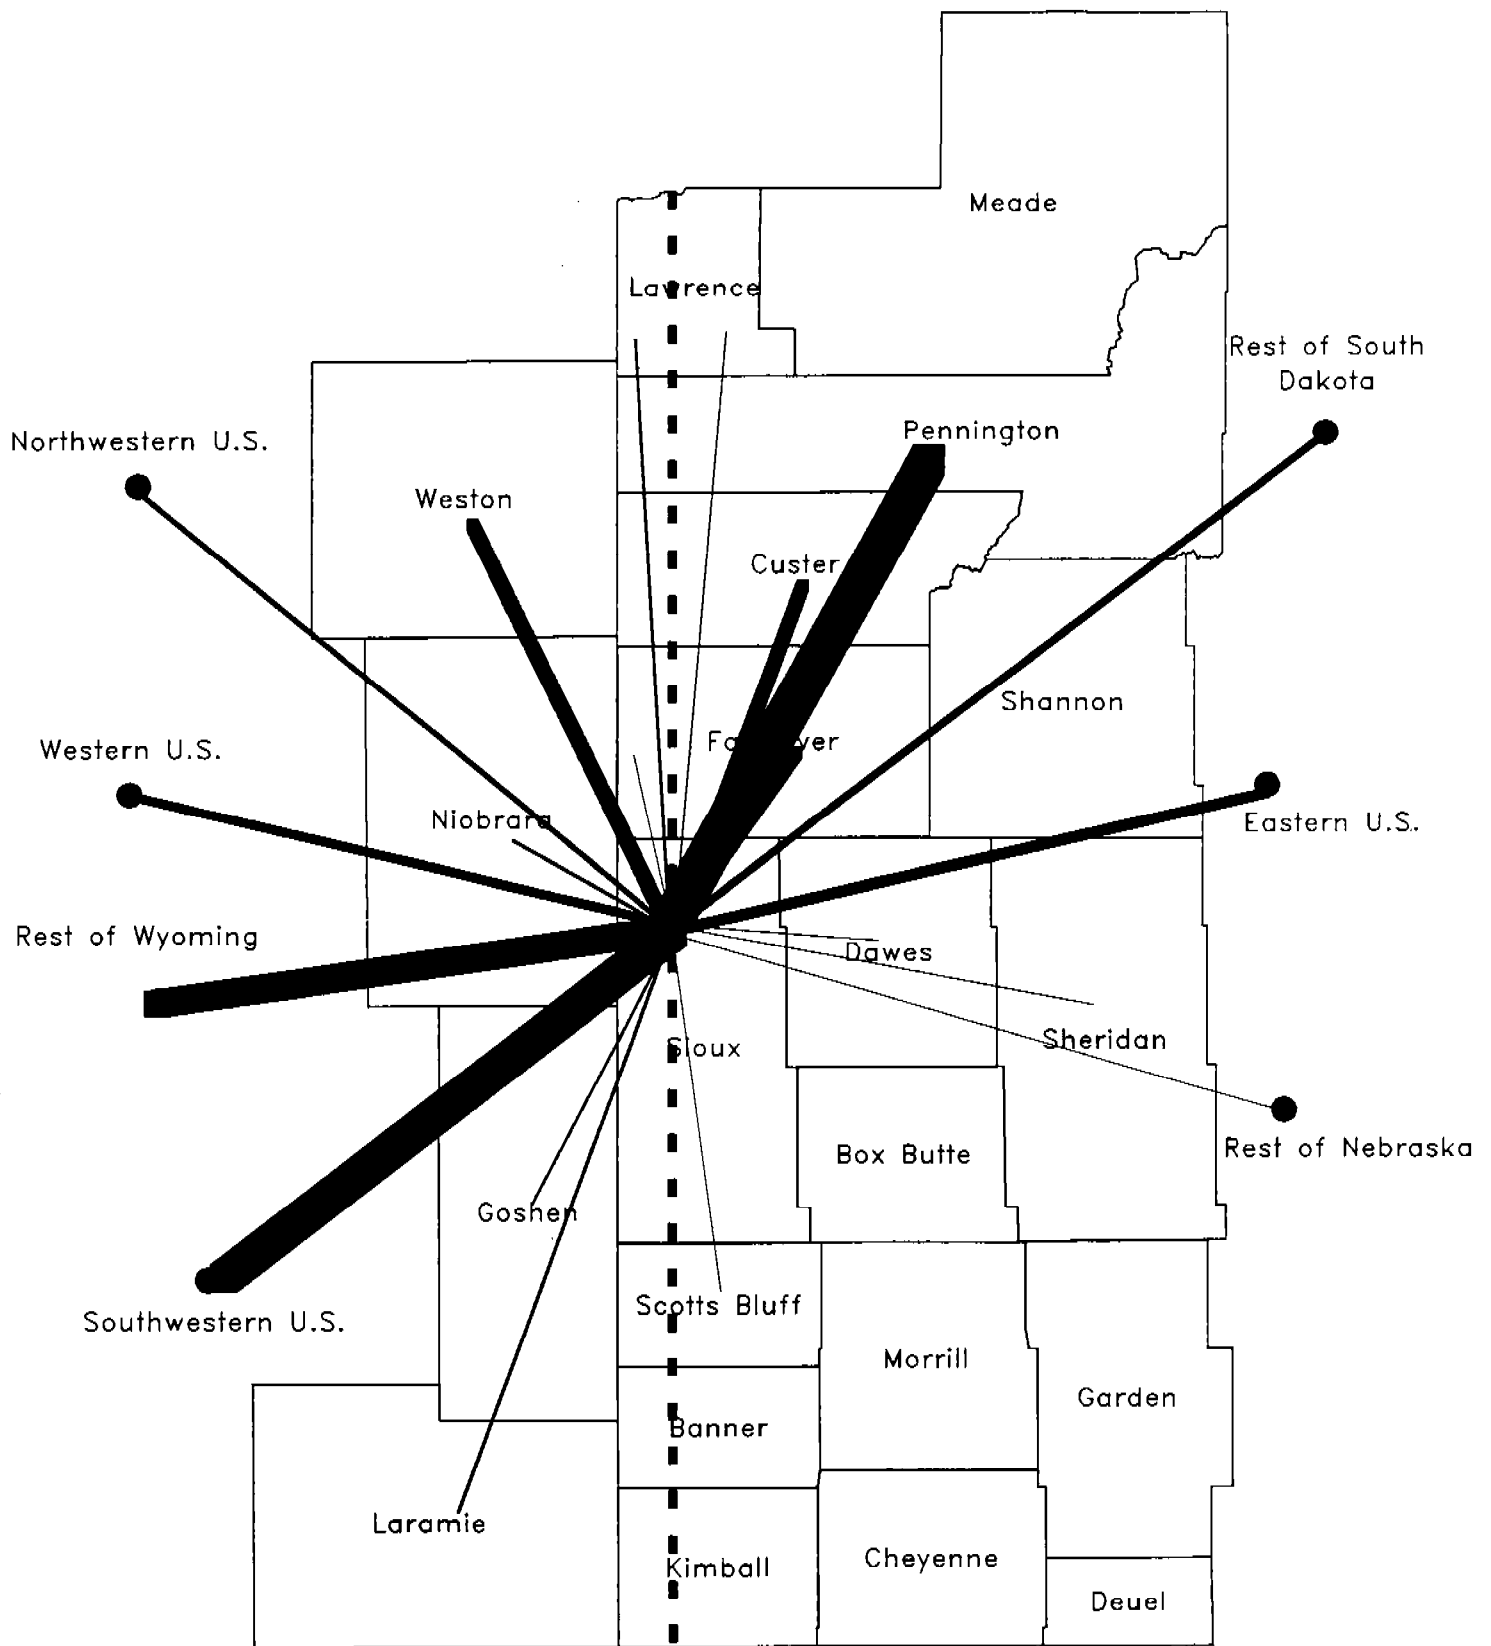 Meade
Lawrence
Rest of South
Dakota
Pennington
Northwestern U.S.
Weston
Custer
Shannon
Western U.S.
Niobrara
Eastern U.S.
Rest of Wyoming
Dawes
Sioux
Sheridan
Rest of Nebraska
Box Butte
Goshen
Scotts Bluff
Southwestern U.S.
Morrill
Garden
Banner
Laramie
Cheyenne
Kimball
Deuel